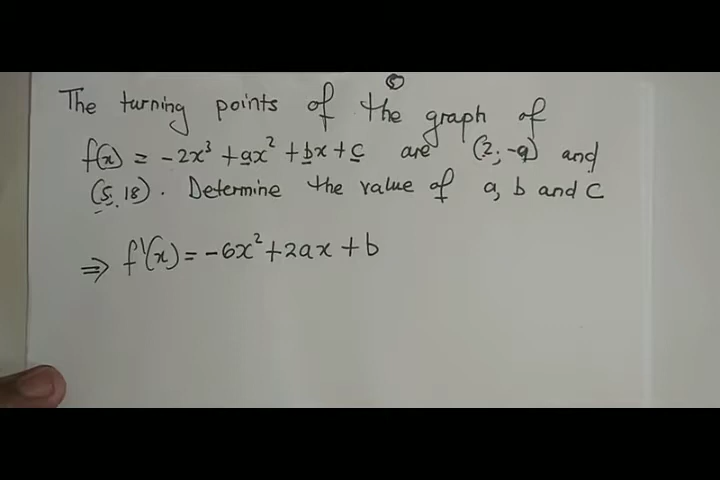 ⑤
The turning points of the graph of
f(x) = -2x³ + ax² + bx + c are (2; -9) and
(5, 18). Determine the value of a, b and c
⇒ f'(x) = -6x² + 2ax + b